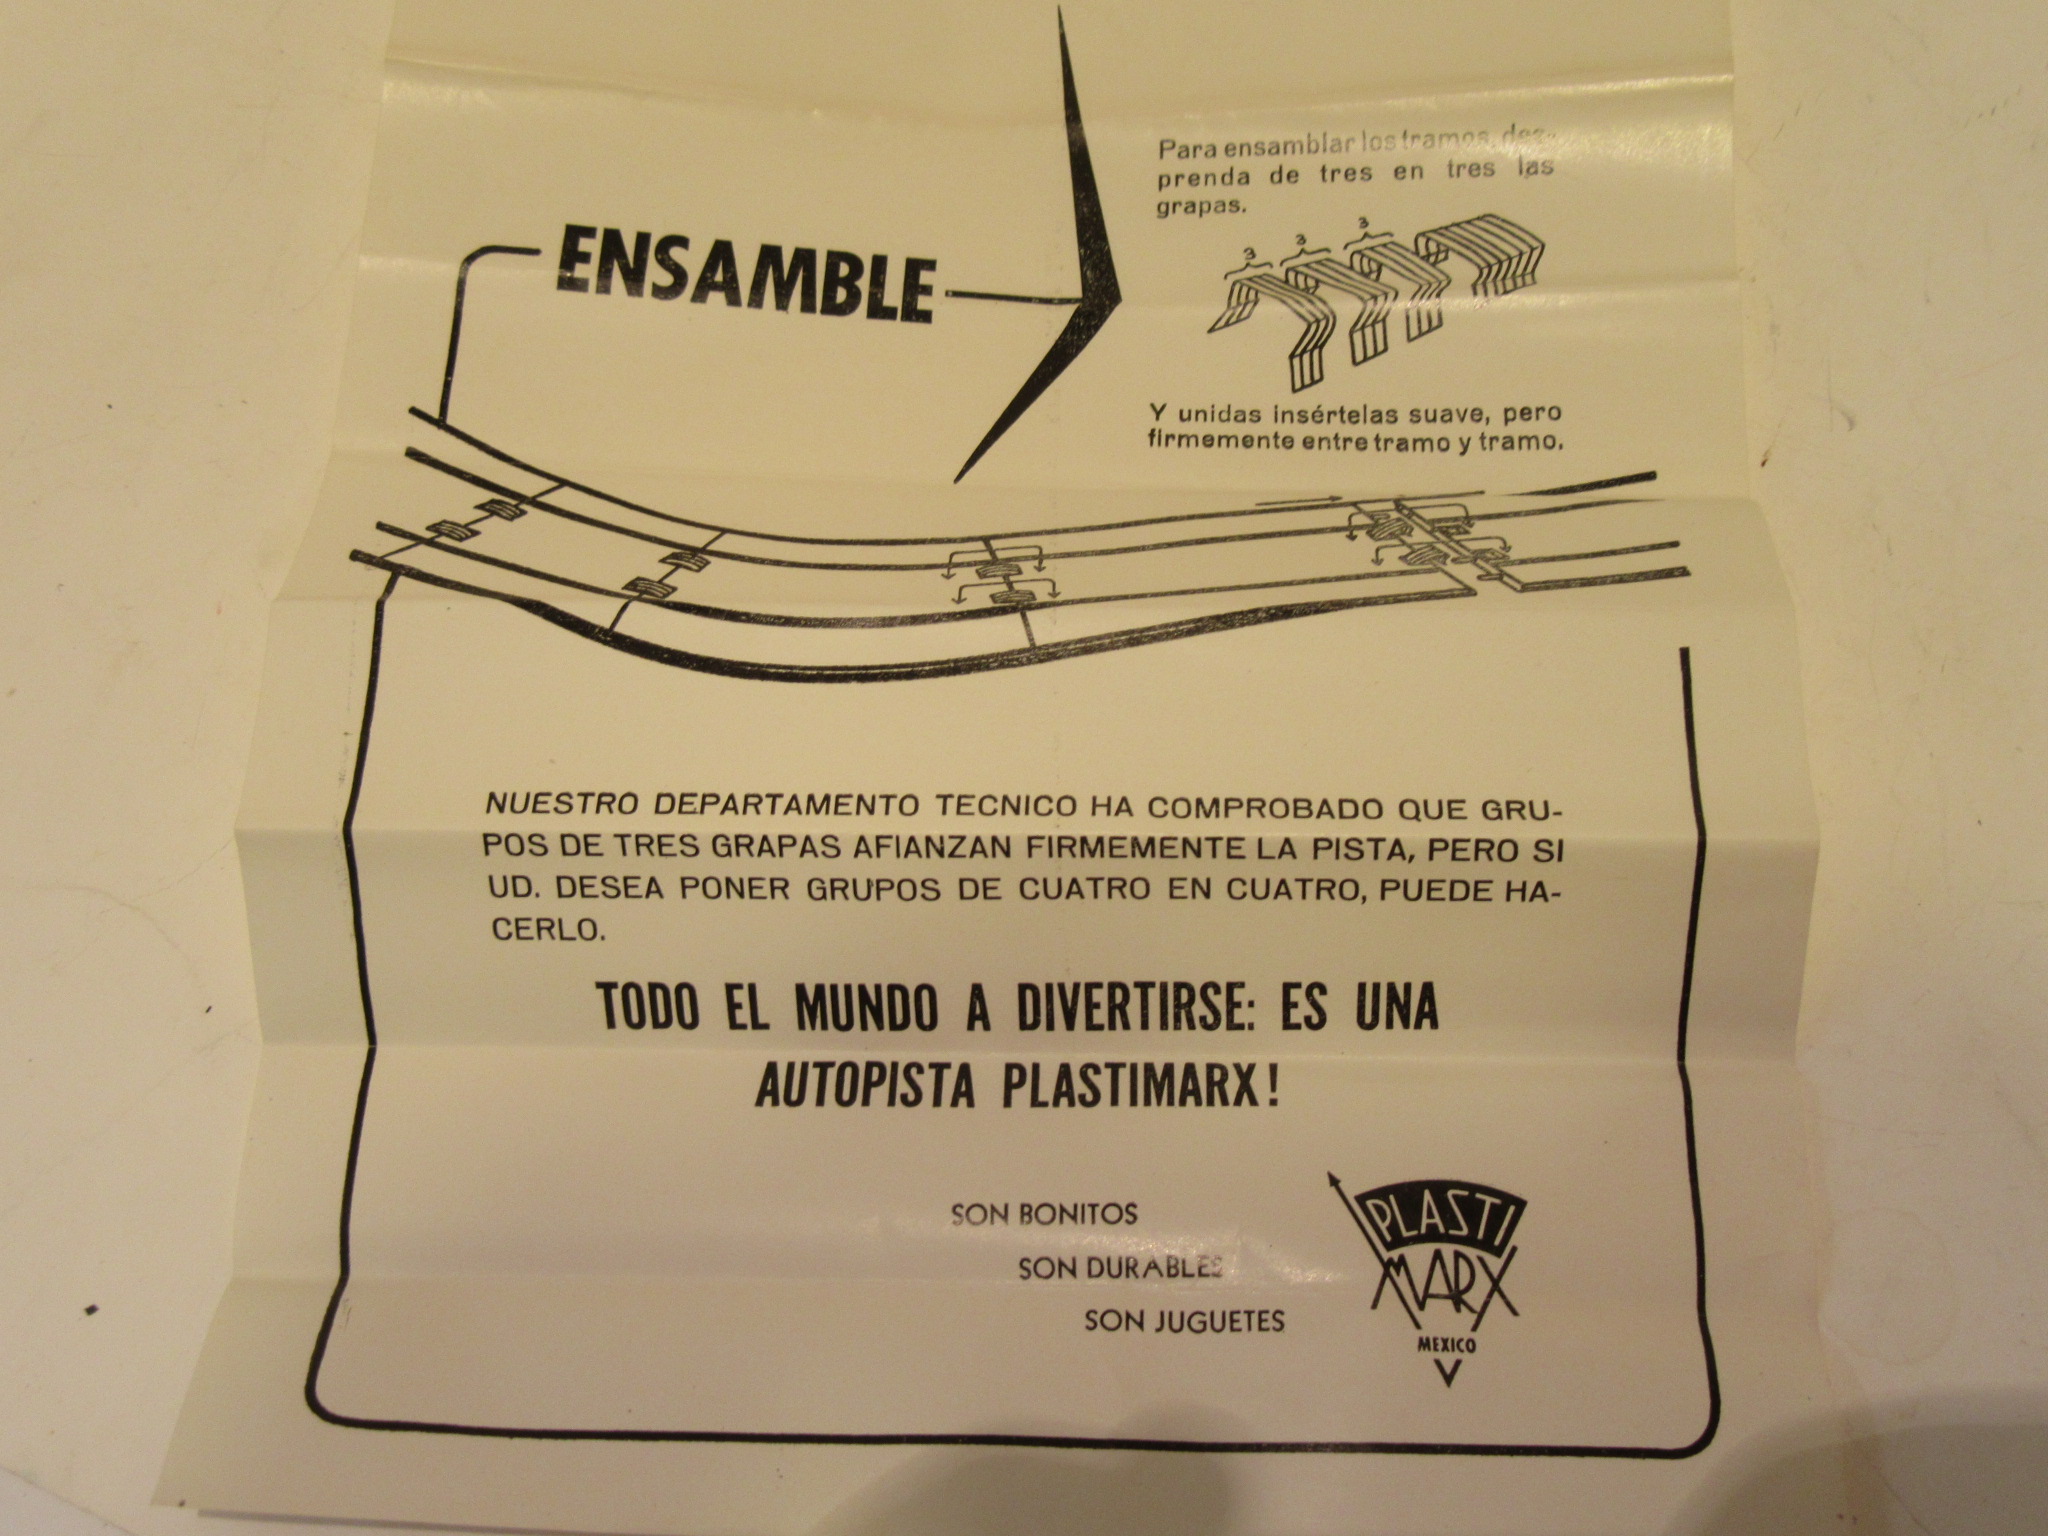 Para ensamblar los tramos, des-
prenda de tres en tres las
grapas.
ENSAMBLE
3 3 3
Y unidas insértelas suave, pero
firmemente entre tramo y tramo.
NUESTRO DEPARTAMENTO TECNICO HA COMPROBADO QUE GRU-
POS DE TRES GRAPAS AFIANZAN FIRMEMENTE LA PISTA, PERO SI
UD. DESEA PONER GRUPOS DE CUATRO EN CUATRO, PUEDE HA-
CERLO.
TODO EL MUNDO A DIVERTIRSE: ES UNA
AUTOPISTA PLASTIMARX!
SON BONITOS
SON DURABLES
SON JUGUETES
PLASTI
MARX
MEXICO